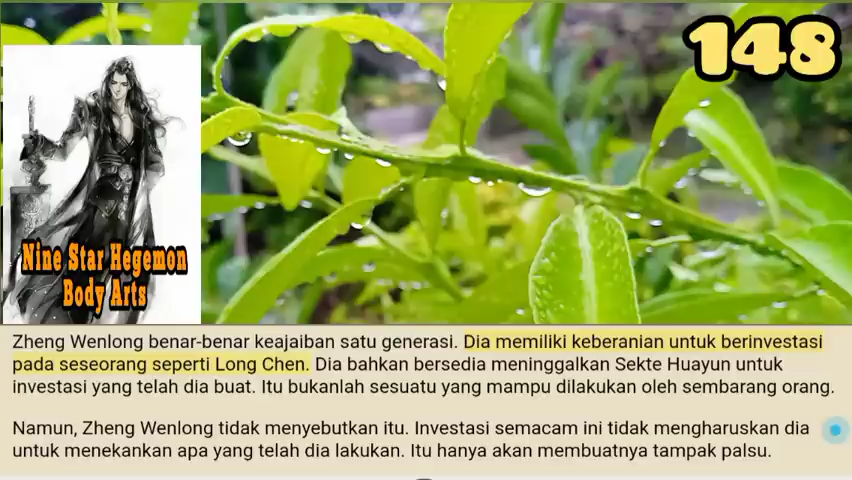 148
Nine Star Hegemon
Body Arts
Zheng Wenlong benar-benar keajaiban satu generasi. Dia memiliki keberanian untuk berinvestasi
pada seseorang seperti Long Chen. Dia bahkan bersedia meninggalkan Sekte Huayun untuk
investasi yang telah dia buat. Itu bukanlah sesuatu yang mampu dilakukan oleh sembarang orang.
Namun, Zheng Wenlong tidak menyebutkan itu. Investasi semacam ini tidak mengharuskan dia
untuk menekankan apa yang telah dia lakukan. Itu hanya akan membuatnya tampak palsu.